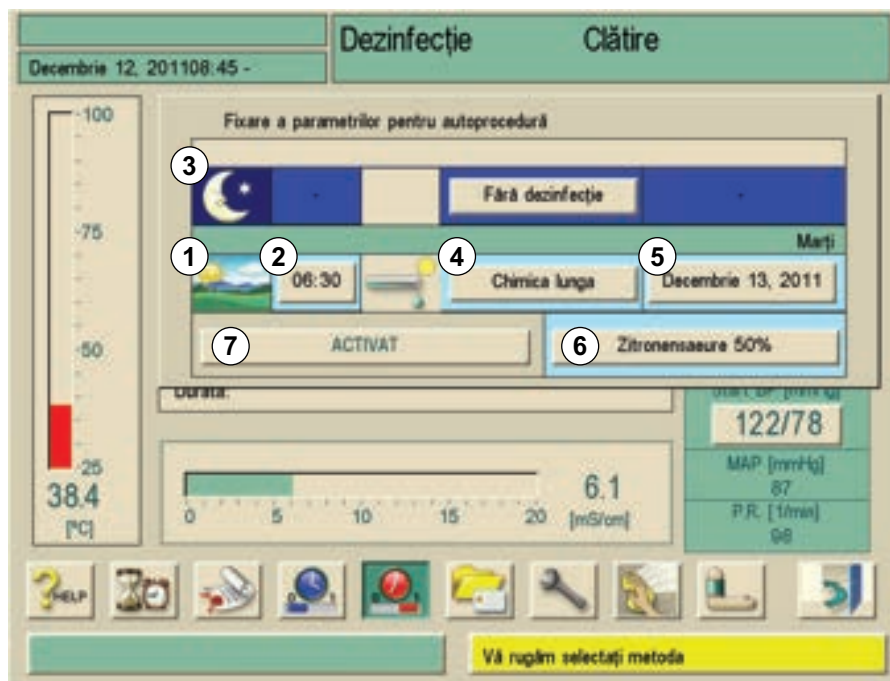 Dezinfecție Clătire
Decembrie 12, 201108:45 -
Fixare a parametrilor pentru autoprocedură
3
- Fără dezinfecție -
Marți
1 2 4 5
06:30 Chimica lunga Decembrie 13, 2011
7 ACTIVAT 6 Zitronensaeure 50%
100
75
50
25
38.4
[°C]
Durata:
Start_BP [mmHg]
122/78
MAP [mmHg]
87
P.R. [1/min]
98
6.1
0 5 10 15 20 [mS/cm]
?HELP
Vă rugăm selectați metoda